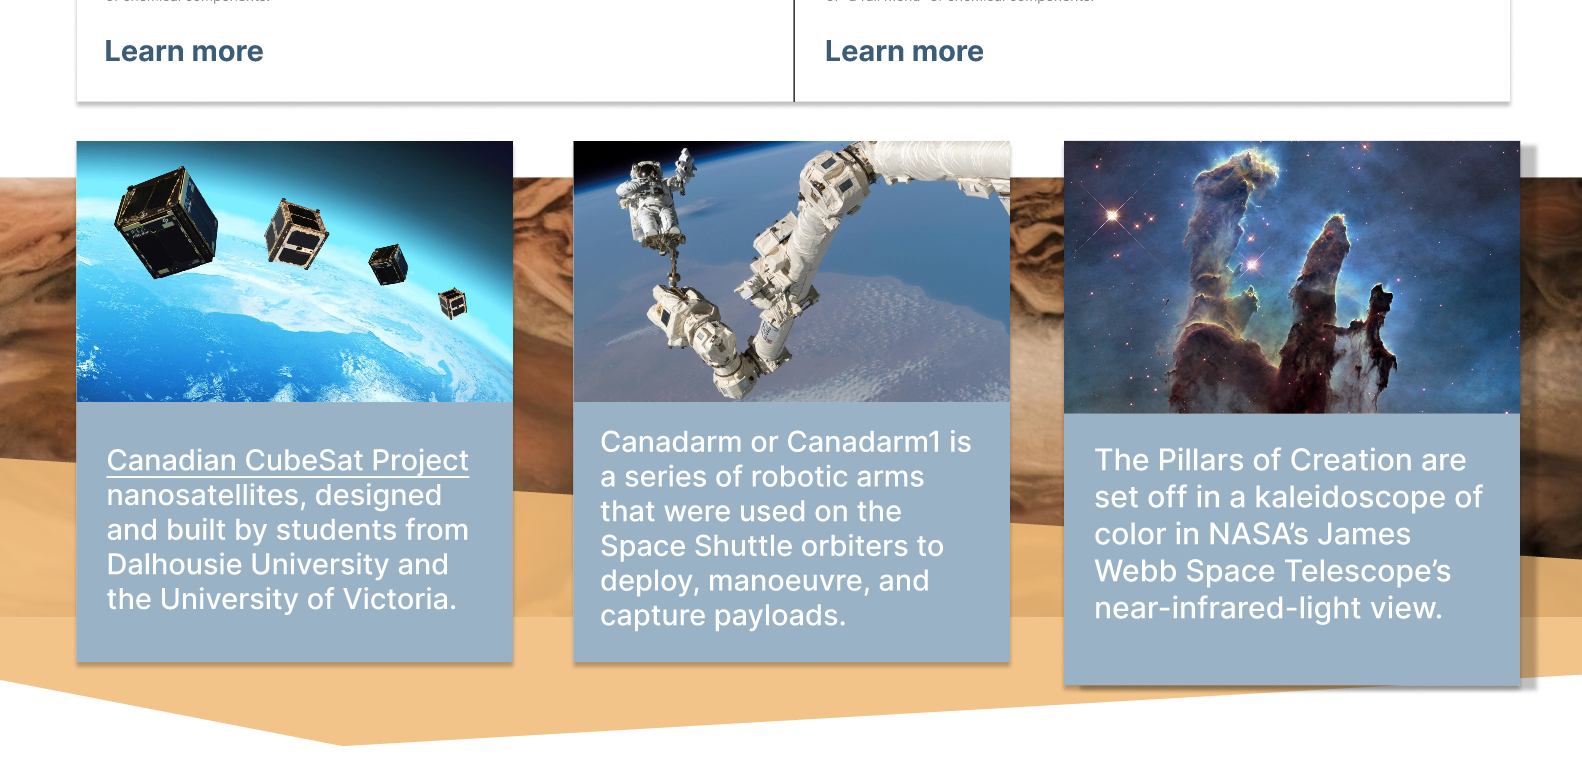 Learn more
Learn more
Canadian CubeSat Project
nanosatellites, designed
and built by students from
Dalhousie University and
the University of Victoria.
Canadarm or Canadarm1 is
a series of robotic arms
that were used on the
Space Shuttle orbiters to
deploy, manoeuvre, and
capture payloads.
The Pillars of Creation are
set off in a kaleidoscope of
color in NASA’s James
Webb Space Telescope’s
near-infrared-light view.